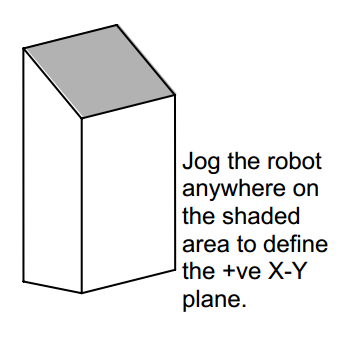 Jog the robot
anywhere on
the shaded
area to define
the +ve X-Y
plane.